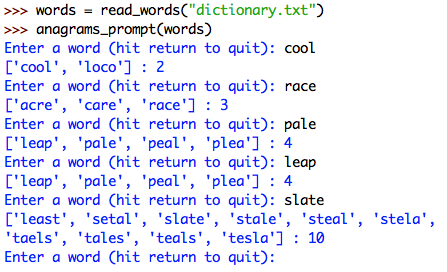 >>> words = read_words("dictionary.txt")
>>> anagrams_prompt(words)
Enter a word (hit return to quit): cool
['cool', 'loco'] : 2
Enter a word (hit return to quit): race
['acre', 'care', 'race'] : 3
Enter a word (hit return to quit): pale
['leap', 'pale', 'peal', 'plea'] : 4
Enter a word (hit return to quit): leap
['leap', 'pale', 'peal', 'plea'] : 4
Enter a word (hit return to quit): slate
['least', 'setal', 'slate', 'stale', 'steal', 'stela',
'taels', 'tales', 'teals', 'tesla'] : 10
Enter a word (hit return to quit):